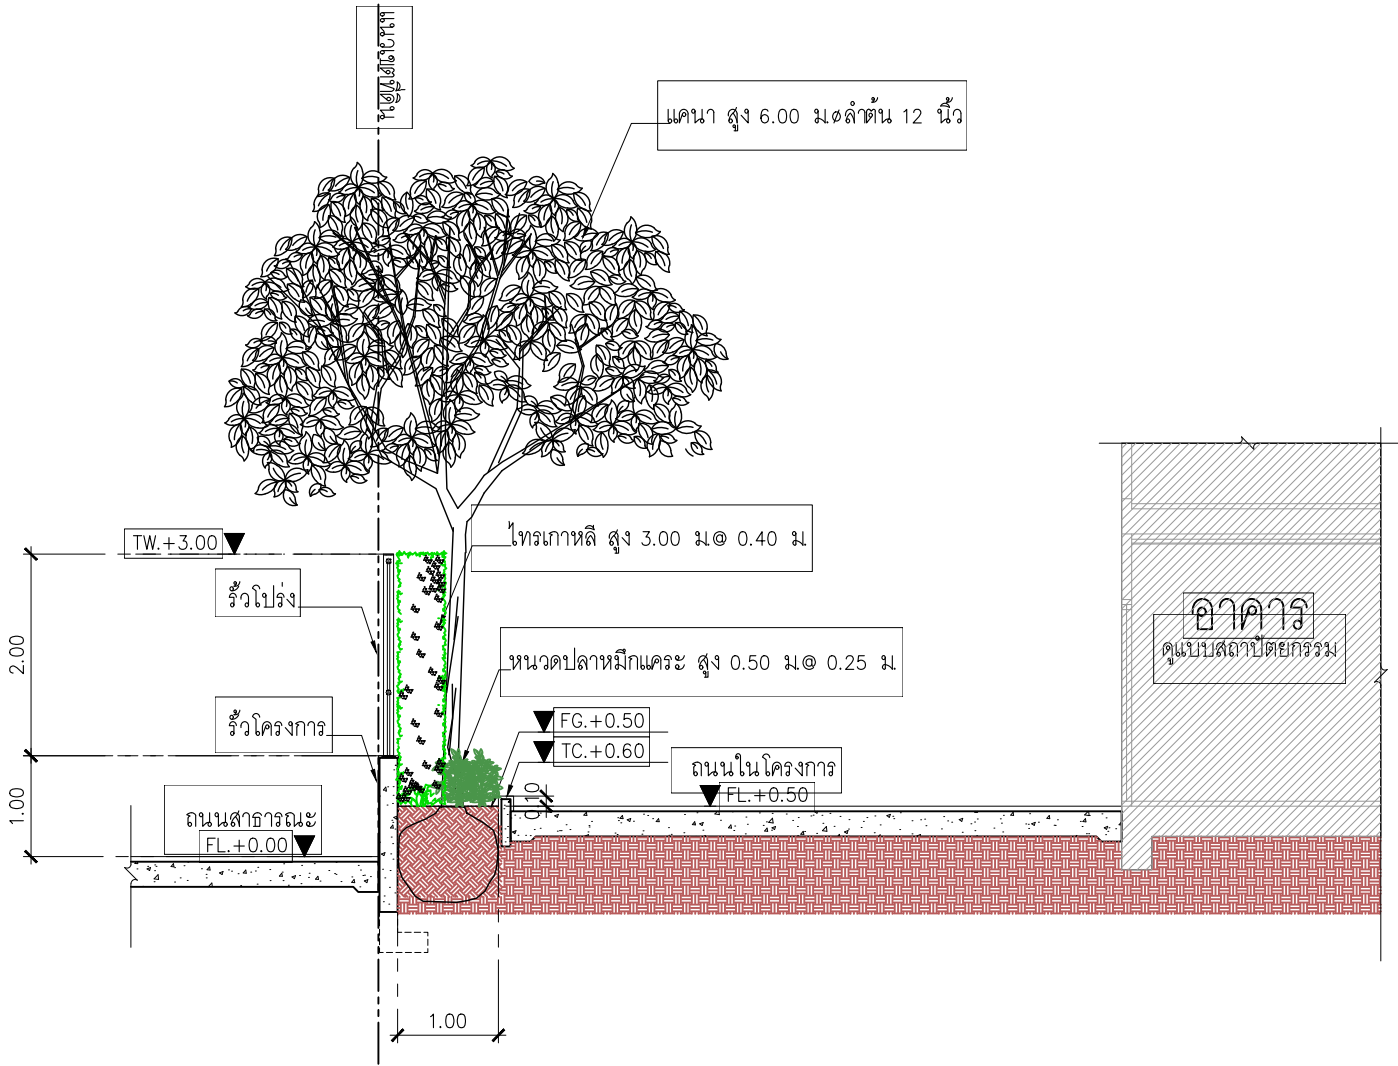 แนวเขตที่ดิน
แคนา สูง 6.00 ม.ø ลำต้น 12 นิ้ว
TW.+3.00
ไทรเกาหลี สูง 3.00 ม.@ 0.40 ม.
รั้วโปร่ง
2.00
หนวดปลาหมึกแคระ สูง 0.50 ม.@ 0.25 ม.
อาคาร
ดูแบบสถาปัตยกรรม
รั้วโครงการ
FG.+0.50
TC.+0.60
ถนนในโครงการ
FL.+0.50
0.10
1.00
ถนนสาธารณะ
FL.+0.00
1.00